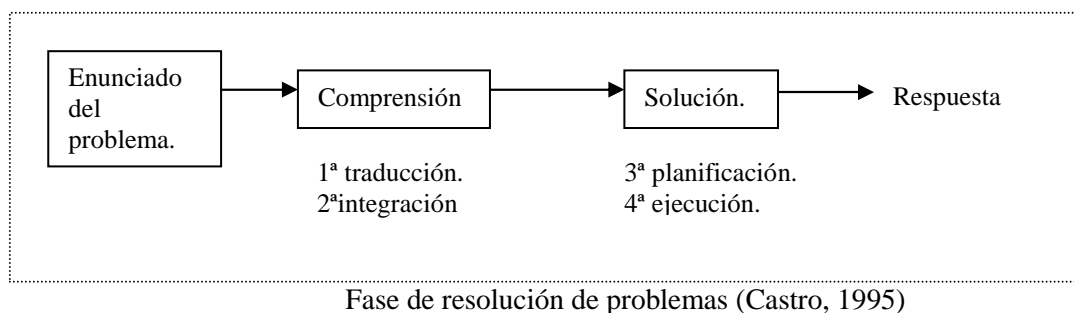 Enunciado
del
problema.
Comprensión
1ª traducción.
2ªintegración
Solución.
3ª planificación.
4ª ejecución.
Respuesta
Fase de resolución de problemas (Castro, 1995)